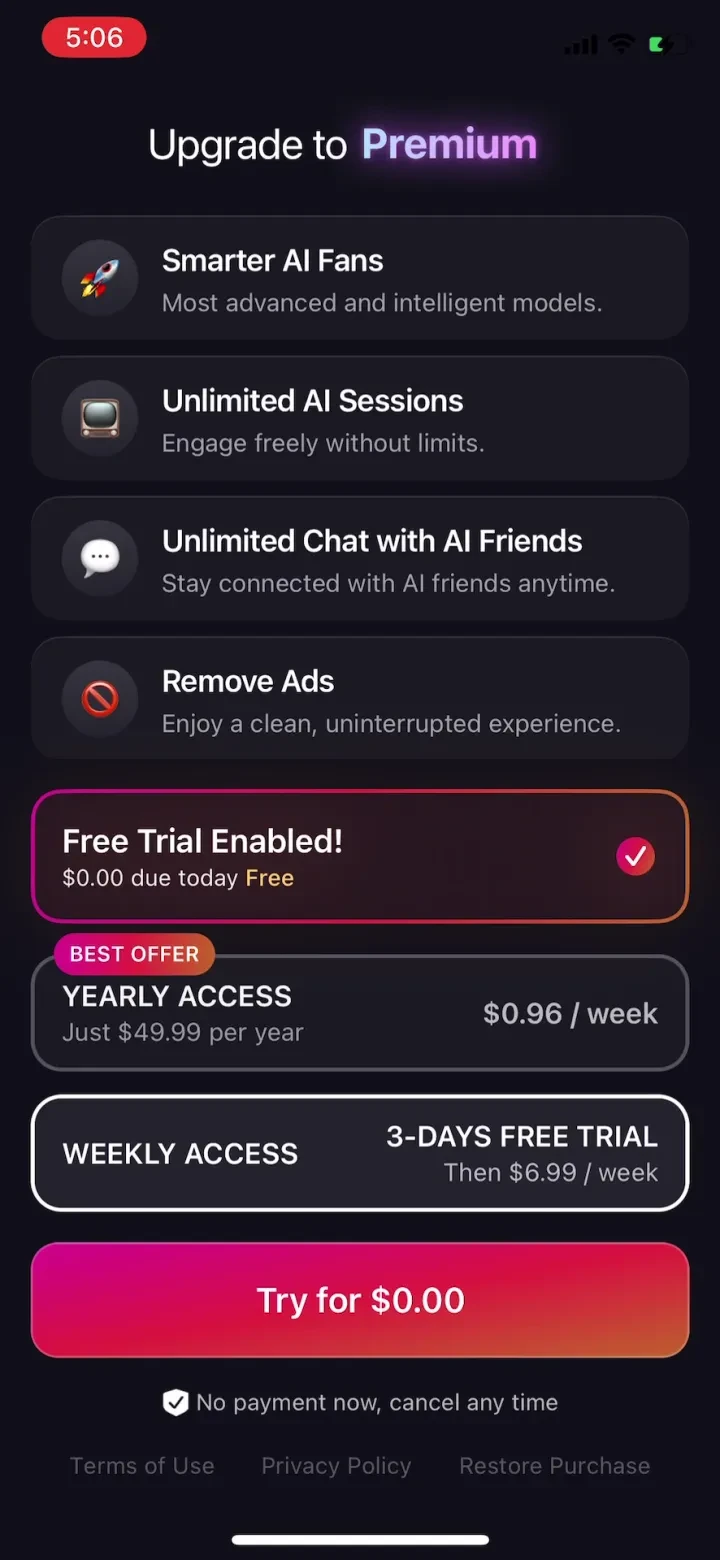 5:06
Upgrade to Premium
Smarter AI Fans
Most advanced and intelligent models.
Unlimited AI Sessions
Engage freely without limits.
Unlimited Chat with AI Friends
Stay connected with AI friends anytime.
Remove Ads
Enjoy a clean, uninterrupted experience.
Free Trial Enabled!
$0.00 due today Free
BEST OFFER
YEARLY ACCESS
Just $49.99 per year
$0.96 / week
WEEKLY ACCESS
3-DAYS FREE TRIAL
Then $6.99 / week
Try for $0.00
No payment now, cancel any time
Terms of Use Privacy Policy Restore Purchase